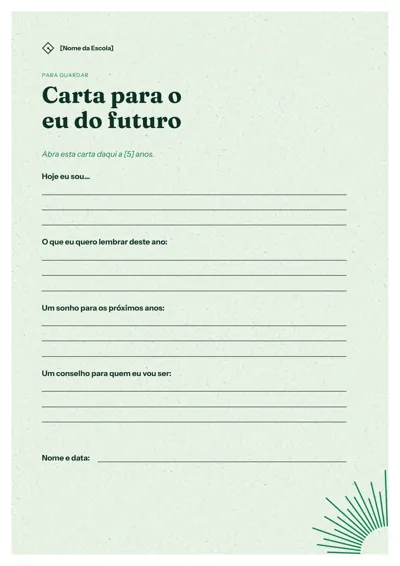 [Nome da Escola]
PARA GUARDAR
Carta para o
eu do futuro
Abra esta carta daqui a [5] anos.
Hoje eu sou...
O que eu quero lembrar deste ano:
Um sonho para os próximos anos:
Um conselho para quem eu vou ser:
Nome e data: